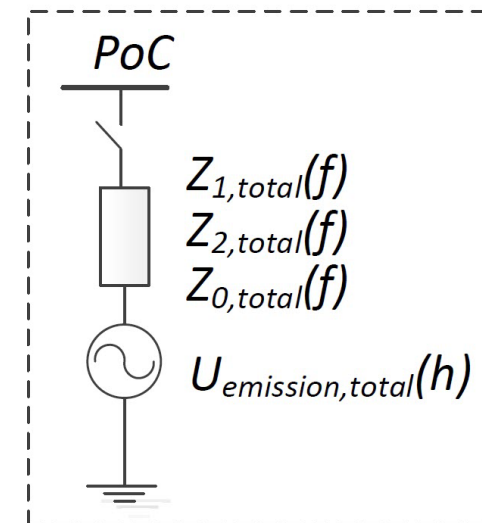 PoC
Z1,total(f)
Z2,total(f)
Z0,total(f)
Uemission,total(h)